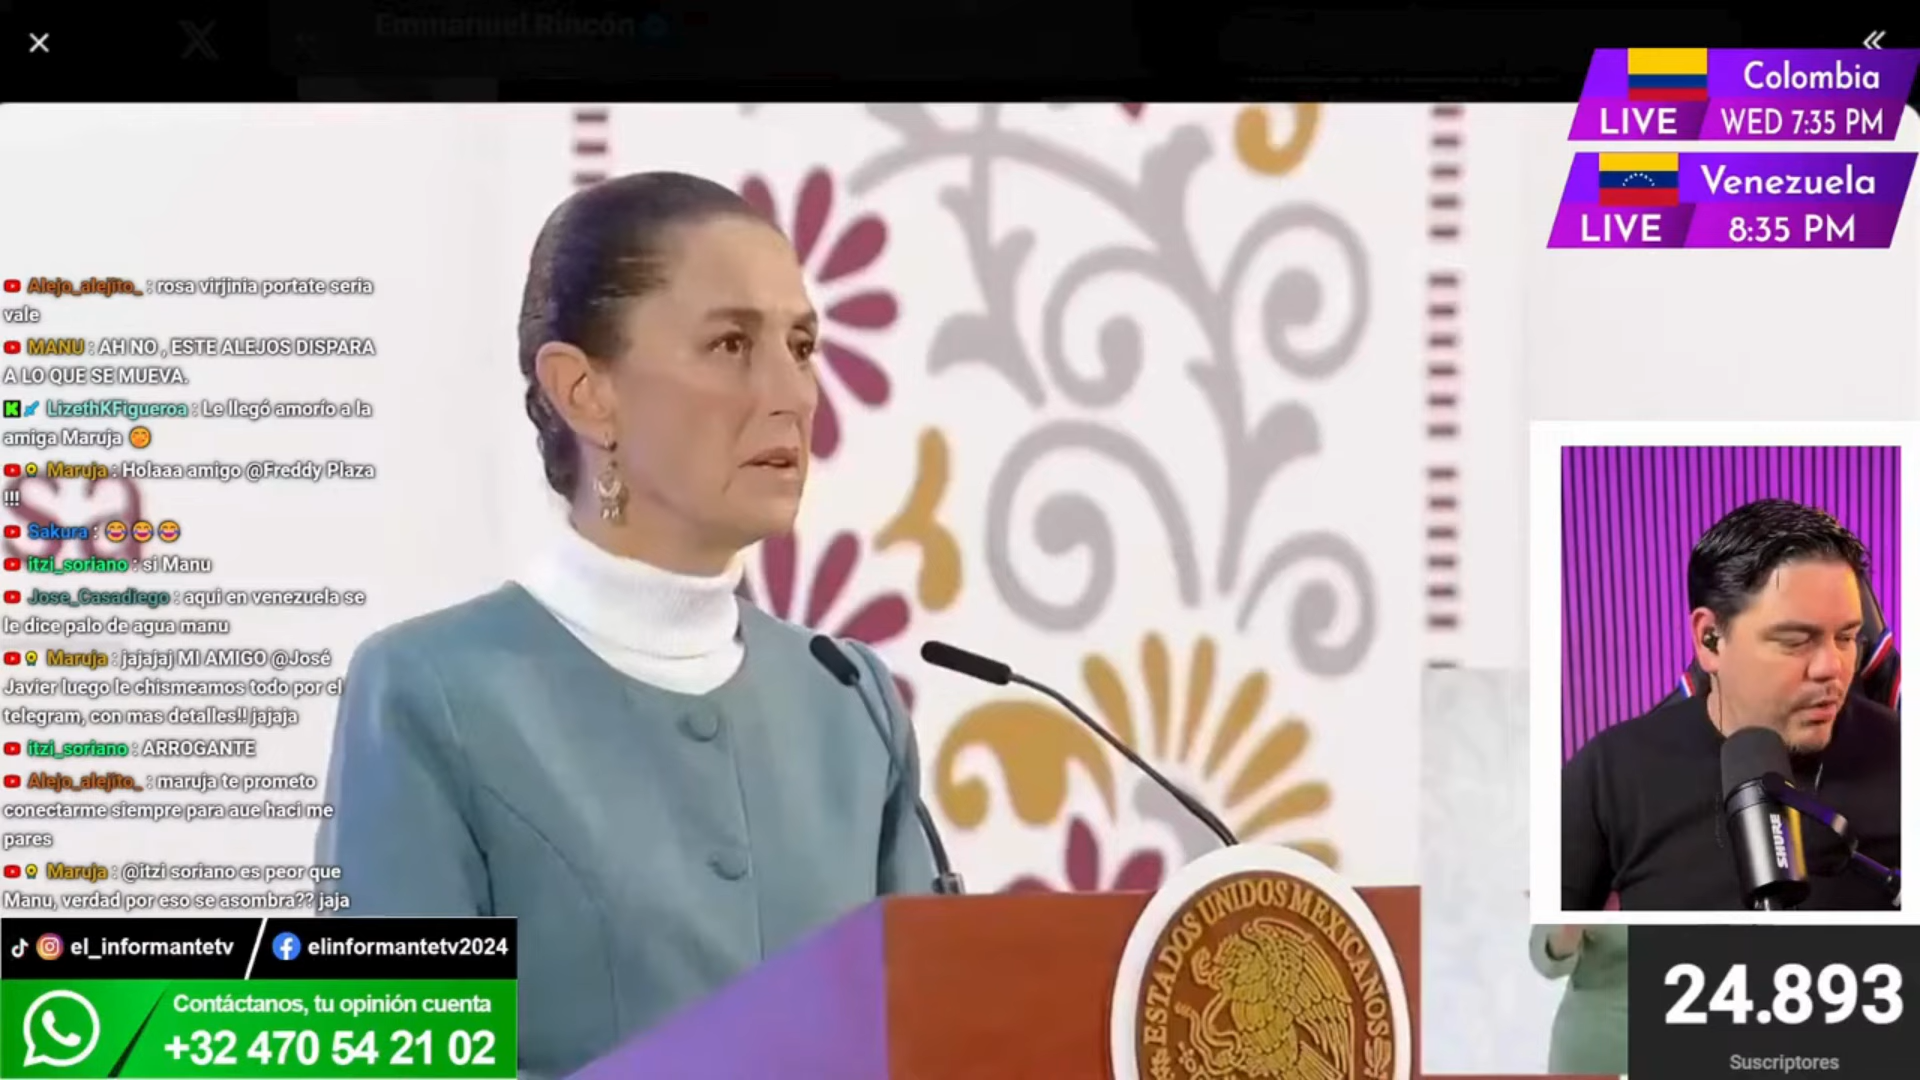 Emmanuel Rincón
Colombia
LIVE WED 7:35 PM
Venezuela
LIVE 8:35 PM
Alejo_alejito_ : rosa virjinia portate seria
vale
MANU : AH NO , ESTE ALEJOS DISPARA
A LO QUE SE MUEVA.
LizethKFigueroa : Le llegó amorío a la
amiga Maruja 🤭
Maruja : Holaaa amigo @Freddy Plaza
!!!
Sakura : 😂😂😂
itzi_soriano : si Manu
Jose_Casadiego : aqui en venezuela se
le dice palo de agua manu
Maruja : jajajaj MI AMIGO @José
Javier luego le chismeamos todo por el
telegram, con mas detalles!! jajaja
itzi_soriano : ARROGANTE
Alejo_alejito_ : maruja te prometo
conectarme siempre para aue haci me
pares
Maruja : @itzi soriano es peor que
Manu, verdad por eso se asombra?? jaja
el_informantetv / elinformantetv2024
Contáctanos, tu opinión cuenta
+32 470 54 21 02
ESTADOS UNIDOS MEXICANOS
SHURE
24.893
Suscriptores